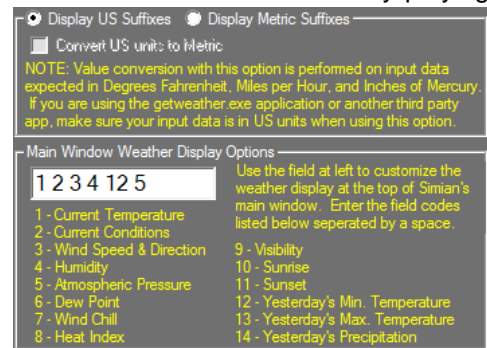 Display US Suffixes Display Metric Suffixes
Convert US units to Metric
NOTE: Value conversion with this option is performed on input data
expected in Degrees Fahrenheit, Miles per Hour, and Inches of Mercury.
If you are using the getweather.exe application or another third party
app, make sure your input data is in US units when using this option.
Main Window Weather Display Options
1 2 3 4 12 5
Use the field at left to customize the
weather display at the top of Simian's
main window. Enter the field codes
listed below seperated by a space.
1 - Current Temperature
2 - Current Conditions
3 - Wind Speed & Direction
4 - Humidity
5 - Atmospheric Pressure
6 - Dew Point
7 - Wind Chill
8 - Heat Index
9 - Visibility
10 - Sunrise
11 - Sunset
12 - Yesterday's Min. Temperature
13 - Yesterday's Max. Temperature
14 - Yesterday's Precipitation